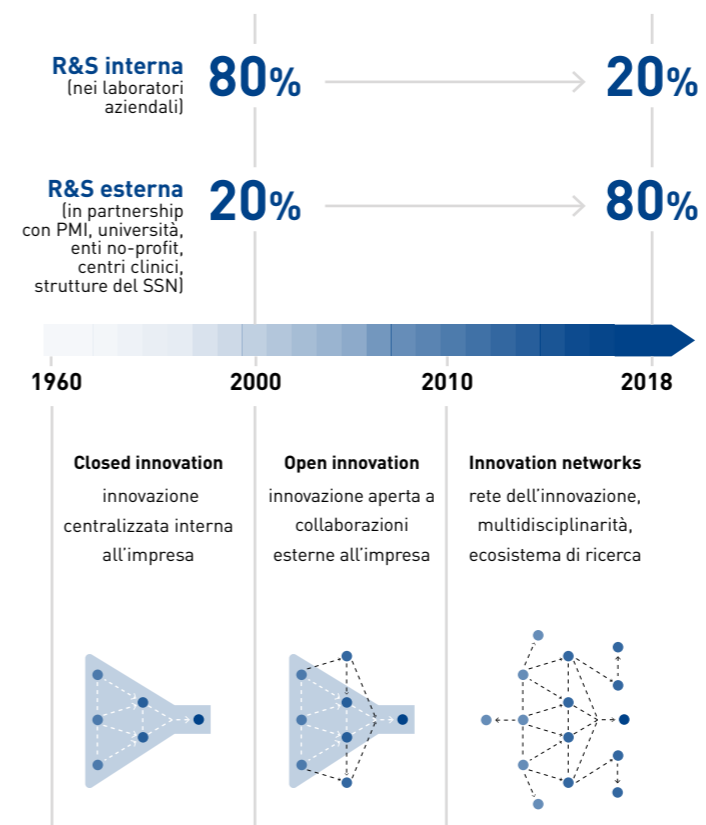 R&S interna
(nei laboratori
aziendali)
80%
20%
R&S esterna
(in partnership
con PMI, università,
enti no-profit,
centri clinici,
strutture del SSN)
20%
80%
1960
2000
2010
2018
Closed innovation
innovazione
centralizzata interna
all'impresa
Open innovation
innovazione aperta a
collaborazioni
esterne all'impresa
Innovation networks
rete dell'innovazione,
multidisciplinarità,
ecosistema di ricerca